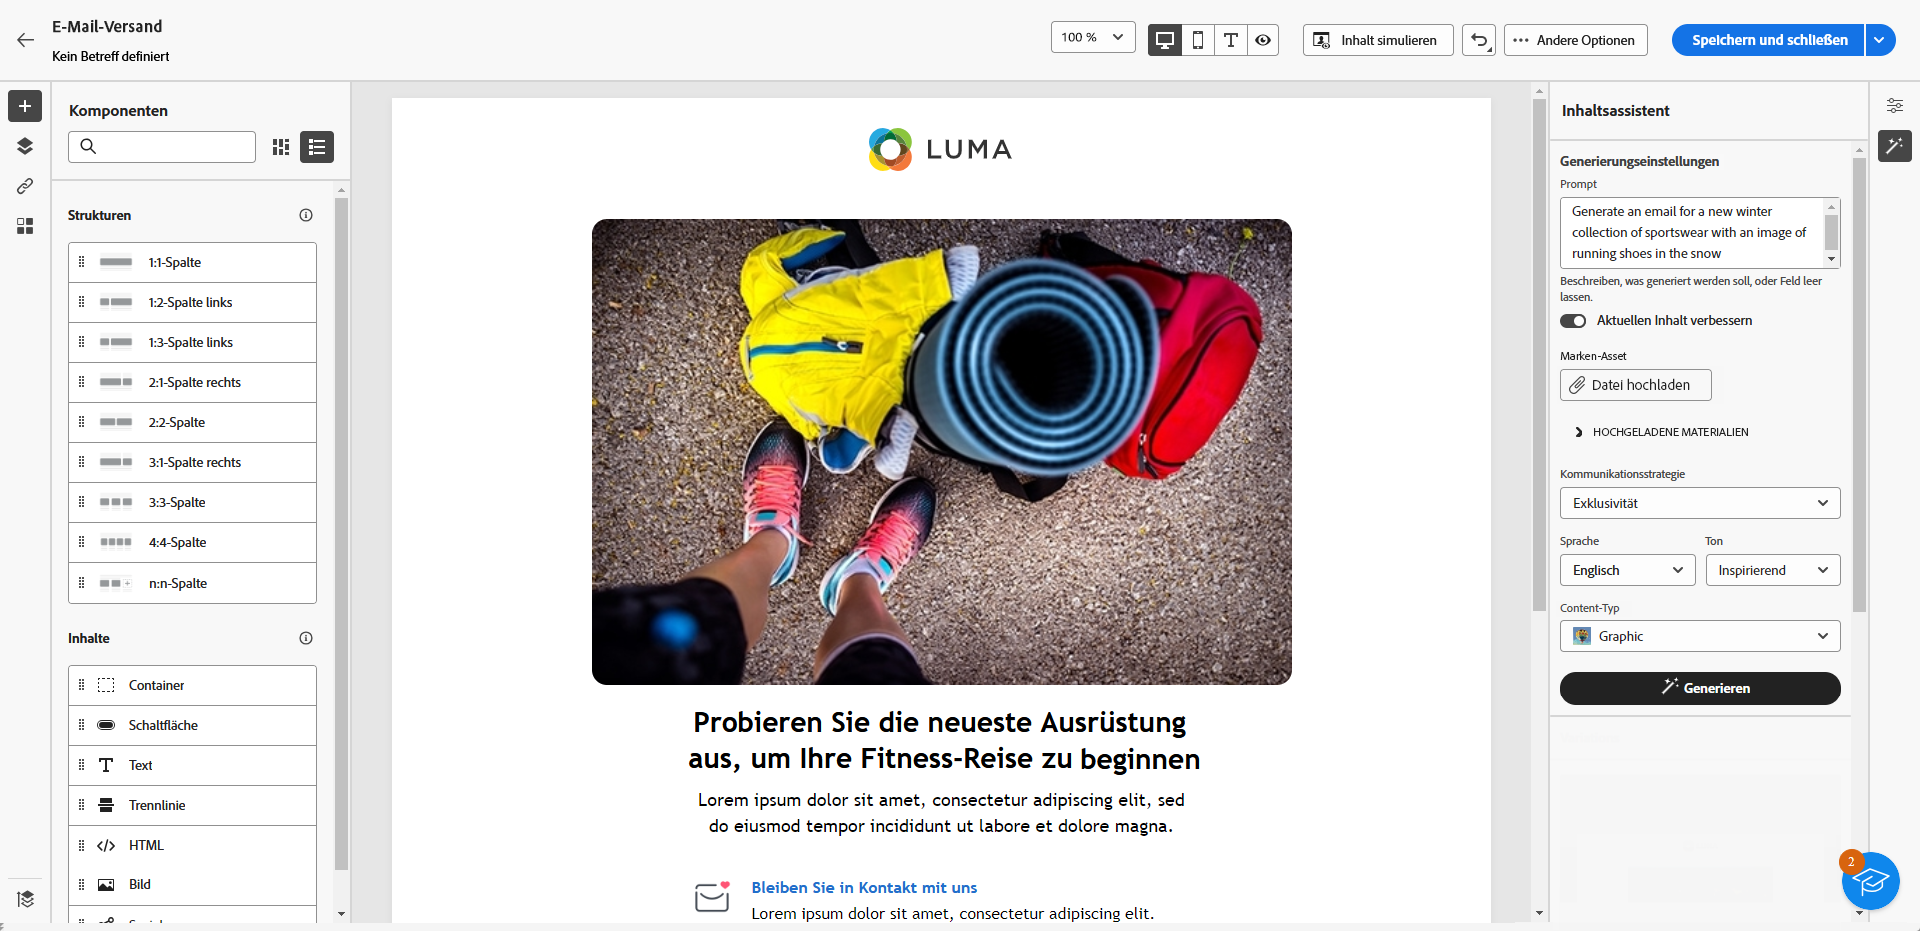 E-Mail-Versand
Kein Betreff definiert
100 %
Inhalt simulieren
Andere Optionen
Speichern und schließen
Komponenten
Strukturen
1:1-Spalte
1:2-Spalte links
1:3-Spalte links
2:1-Spalte rechts
2:2-Spalte
3:1-Spalte rechts
3:3-Spalte
4:4-Spalte
n:n-Spalte
Inhalte
Container
Schaltfläche
Text
Trennlinie
HTML
Bild
LUMA
Probieren Sie die neueste Ausrüstung
aus, um Ihre Fitness-Reise zu beginnen
Lorem ipsum dolor sit amet, consectetur adipiscing elit, sed
do eiusmod tempor incididunt ut labore et dolore magna.
Bleiben Sie in Kontakt mit uns
Lorem ipsum dolor sit amet, consectetur adipiscing elit.
Inhaltsassistent
Generierungseinstellungen
Prompt
Generate an email for a new winter
collection of sportswear with an image of
running shoes in the snow
Beschreiben, was generiert werden soll, oder Feld leer
lassen.
Aktuellen Inhalt verbessern
Marken-Asset
Datei hochladen
HOCHGELADENE MATERIALIEN
Kommunikationsstrategie
Exklusivität
Sprache
Ton
Englisch
Inspirierend
Content-Typ
Graphic
Generieren
2